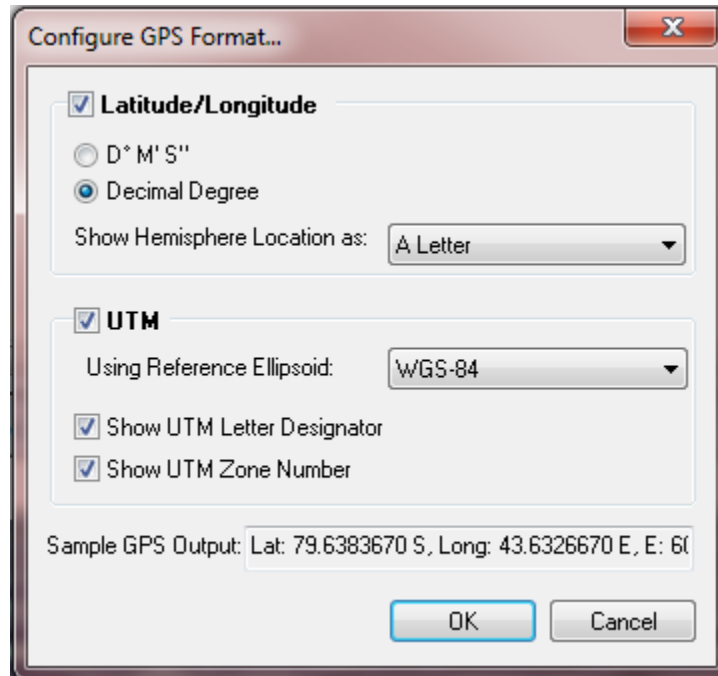 Configure GPS Format...
Latitude/Longitude
D° M' S''
Decimal Degree
Show Hemisphere Location as: A Letter
UTM
Using Reference Ellipsoid: WGS-84
Show UTM Letter Designator
Show UTM Zone Number
Sample GPS Output: Lat: 79.6383670 S, Long: 43.6326670 E, E: 6(
OK Cancel